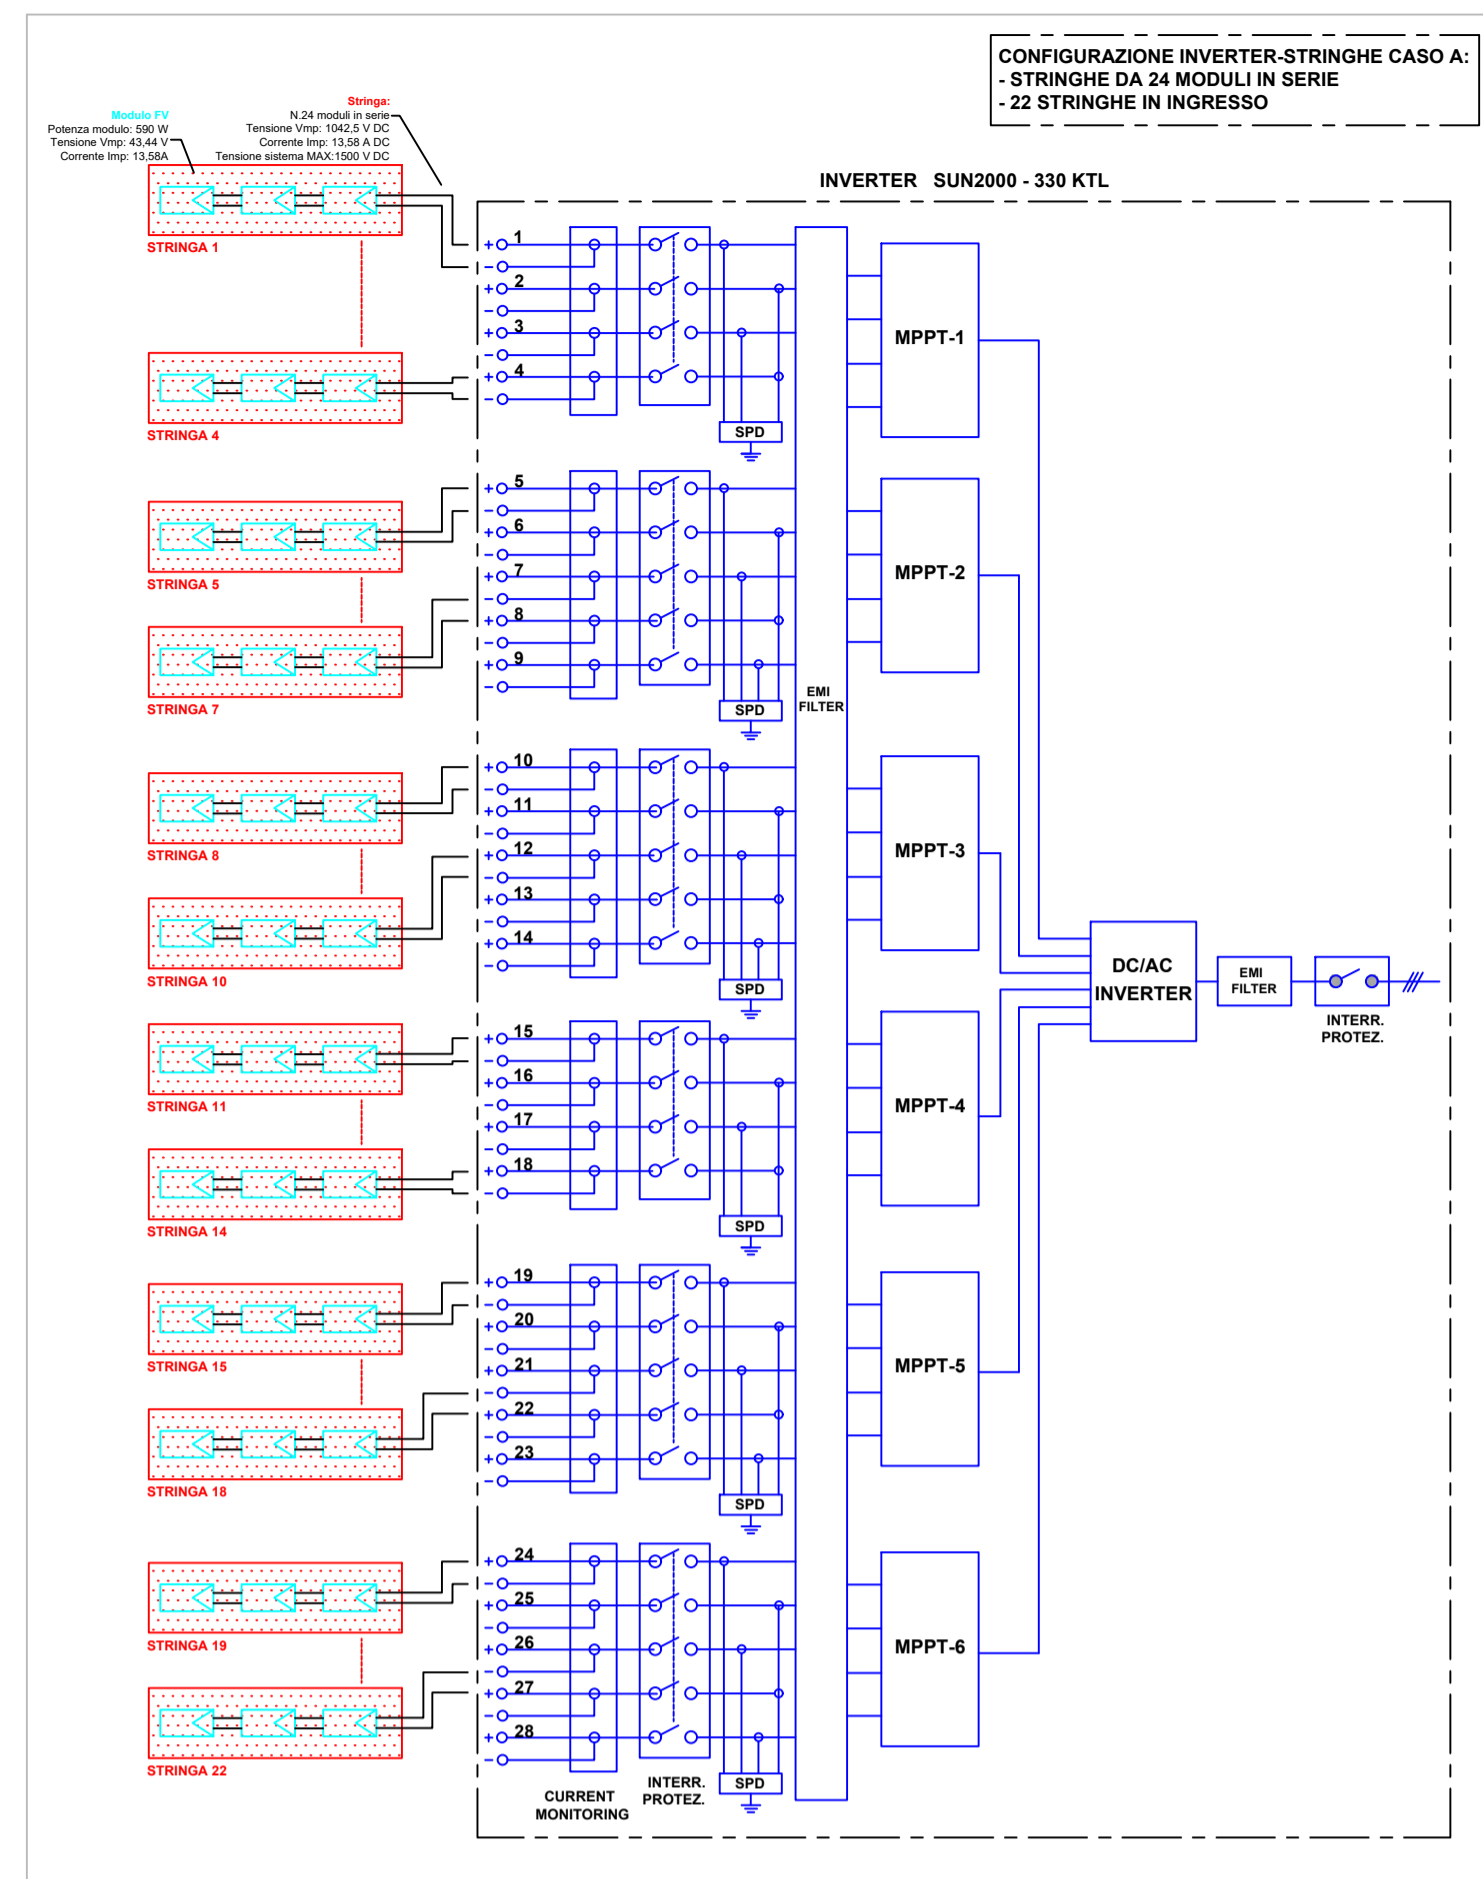 CONFIGURAZIONE INVERTER-STRINGHE CASO A:
- STRINGHE DA 24 MODULI IN SERIE
- 22 STRINGHE IN INGRESSO
Modulo FV
Potenza modulo: 590 W
Tensione Vmp: 43,44 V
Corrente Imp: 13,58A
Stringa:
N.24 moduli in serie
Tensione Vmp: 1042,5 V DC
Corrente Imp: 13,58 A DC
Tensione sistema MAX:1500 V DC
INVERTER SUN2000 - 330 KTL
STRINGA 1
STRINGA 4
STRINGA 5
STRINGA 7
STRINGA 8
STRINGA 10
STRINGA 11
STRINGA 14
STRINGA 15
STRINGA 18
STRINGA 19
STRINGA 22
+ 1
-
+ 2
-
+ 3
-
+ 4
-
SPD
+ 5
-
+ 6
-
+ 7
-
+ 8
-
+ 9
-
SPD
+ 10
-
+ 11
-
+ 12
-
+ 13
-
+ 14
-
SPD
+ 15
-
+ 16
-
+ 17
-
+ 18
-
SPD
+ 19
-
+ 20
-
+ 21
-
+ 22
-
+ 23
-
SPD
+ 24
-
+ 25
-
+ 26
-
+ 27
-
+ 28
-
SPD
CURRENT
MONITORING
INTERR.
PROTEZ.
EMI
FILTER
MPPT-1
MPPT-2
MPPT-3
MPPT-4
MPPT-5
MPPT-6
DC/AC
INVERTER
EMI
FILTER
INTERR.
PROTEZ.